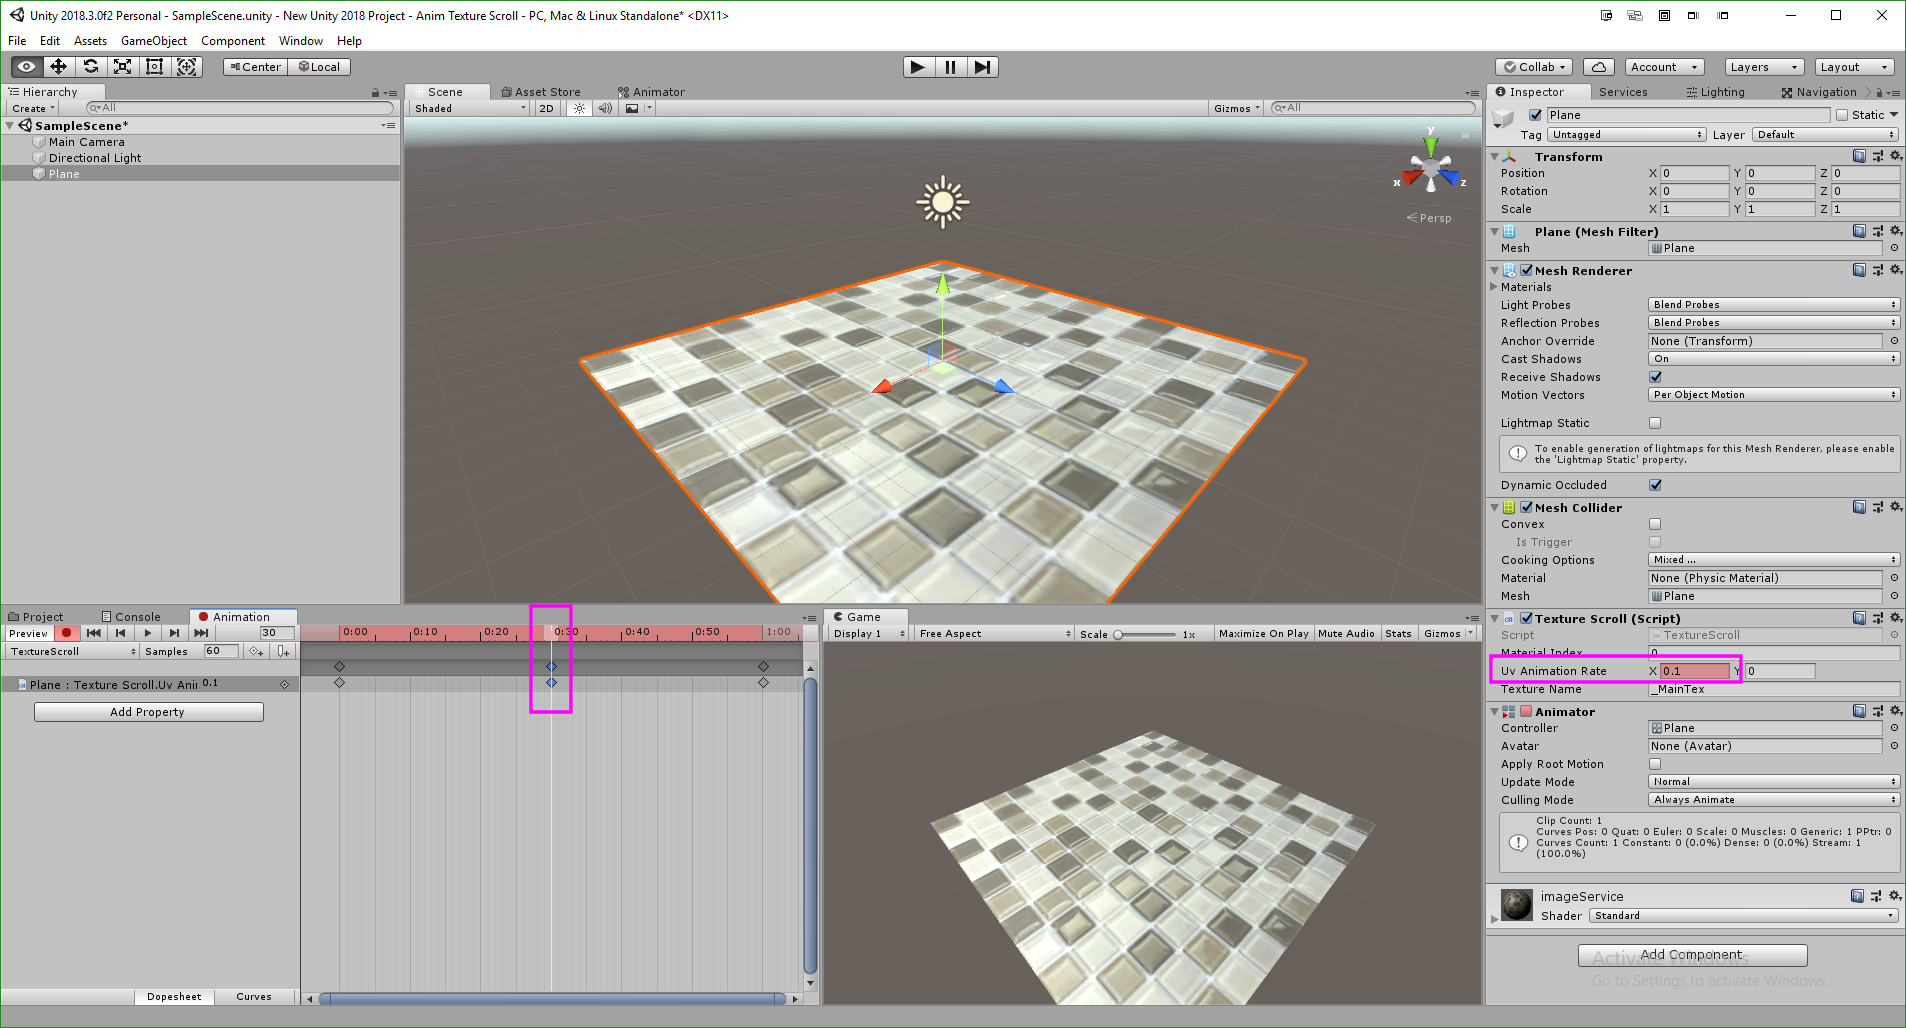 Unity 2018.3.0f2 Personal - SampleScene.unity - New Unity 2018 Project - Anim Texture Scroll - PC, Mac & Linux Standalone* <DX11>
File Edit Assets GameObject Component Window Help
Center Local
Collab Account Layers Layout
Hierarchy
Create All
SampleScene*
Main Camera
Directional Light
Plane
Scene Asset Store Animator
Shaded 2D Gizmos All
y
x z
Persp
Project Console Animation
Preview 30 0:00 0:10 0:20 0:30 0:40 0:50 1:00
TextureScroll Samples 60
Plane : Texture Scroll.Uv Ani 0.1
Add Property
Dopesheet Curves
Game
Display 1 Free Aspect Scale 1x Maximize On Play Mute Audio Stats Gizmos
Inspector Services Lighting Navigation
Plane Static
Tag Untagged Layer Default
Transform
Position X 0 Y 0 Z 0
Rotation X 0 Y 0 Z 0
Scale X 1 Y 1 Z 1
Plane (Mesh Filter)
Mesh Plane
Mesh Renderer
Materials
Light Probes Blend Probes
Reflection Probes Blend Probes
Anchor Override None (Transform)
Cast Shadows On
Receive Shadows
Motion Vectors Per Object Motion
Lightmap Static
To enable generation of lightmaps for this Mesh Renderer, please enable
the 'Lightmap Static' property.
Dynamic Occluded
Mesh Collider
Convex
Is Trigger
Cooking Options Mixed ...
Material None (Physic Material)
Mesh Plane
Texture Scroll (Script)
Script TextureScroll
Material Index 0
Uv Animation Rate X 0.1 Y 0
Texture Name _MainTex
Animator
Controller Plane
Avatar None (Avatar)
Apply Root Motion
Update Mode Normal
Culling Mode Always Animate
Clip Count: 1
Curves Pos: 0 Quat: 0 Euler: 0 Scale: 0 Muscles: 0 Generic: 1 PPtr: 0
Curves Count: 1 Constant: 0 (0.0%) Dense: 0 (0.0%) Stream: 1
(100.0%)
imageService
Shader Standard
Add Component
Activate Windows
Go to Settings to activate Windows.